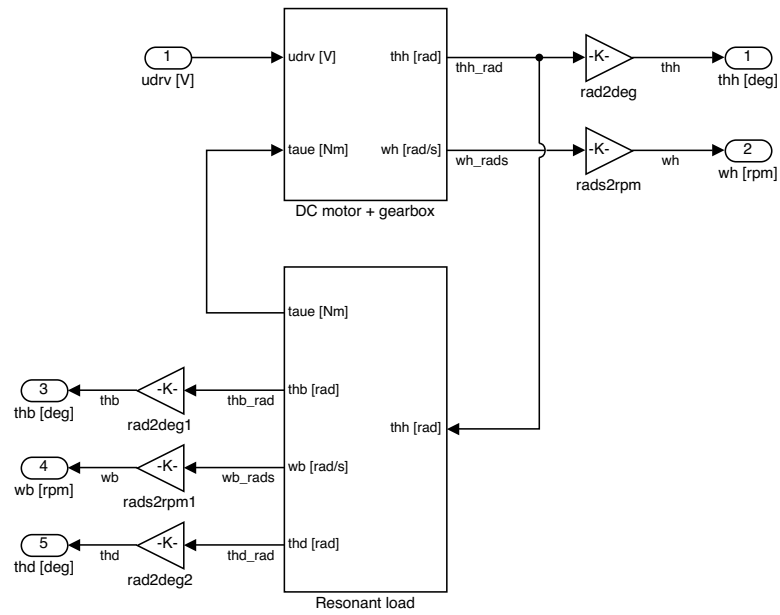 1
udrv [V]
udrv [V]
thh [rad]
thh_rad
-K-
rad2deg
thh
1
thh [deg]
taue [Nm]
wh [rad/s]
wh_rads
-K-
rads2rpm
wh
2
wh [rpm]
DC motor + gearbox
taue [Nm]
3
thb [deg]
thb
-K-
rad2deg1
thb_rad
thb [rad]
thh [rad]
4
wb [rpm]
wb
-K-
rads2rpm1
wb_rads
wb [rad/s]
5
thd [deg]
thd
-K-
rad2deg2
thd_rad
thd [rad]
Resonant load